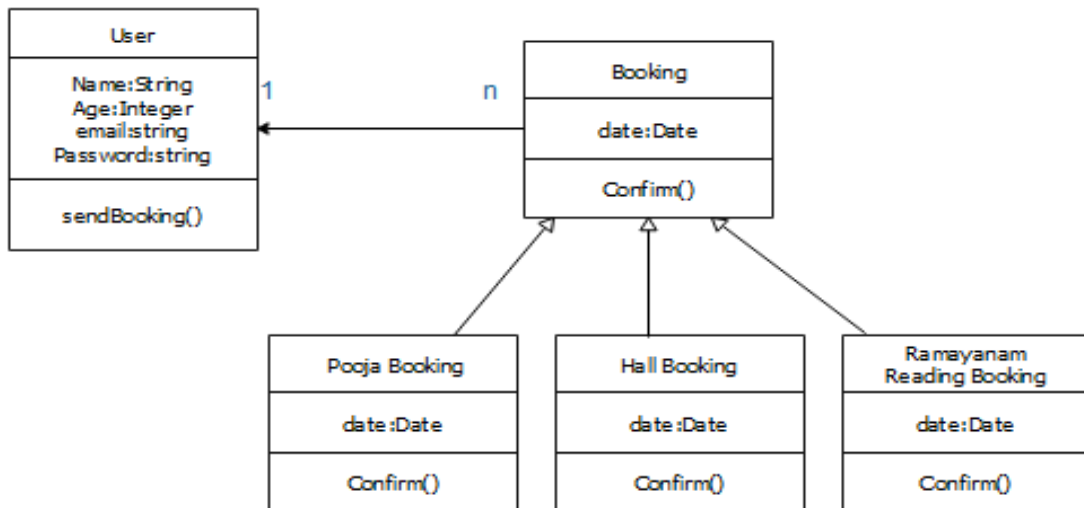 User
Name:String
Age:Integer
email:string
Password:string
sendBooking()
1
n
Booking
date:Date
Confirm()
Pooja Booking
date:Date
Confirm()
Hall Booking
date:Date
Confirm()
Ramayanam
Reading Booking
date:Date
Confirm()